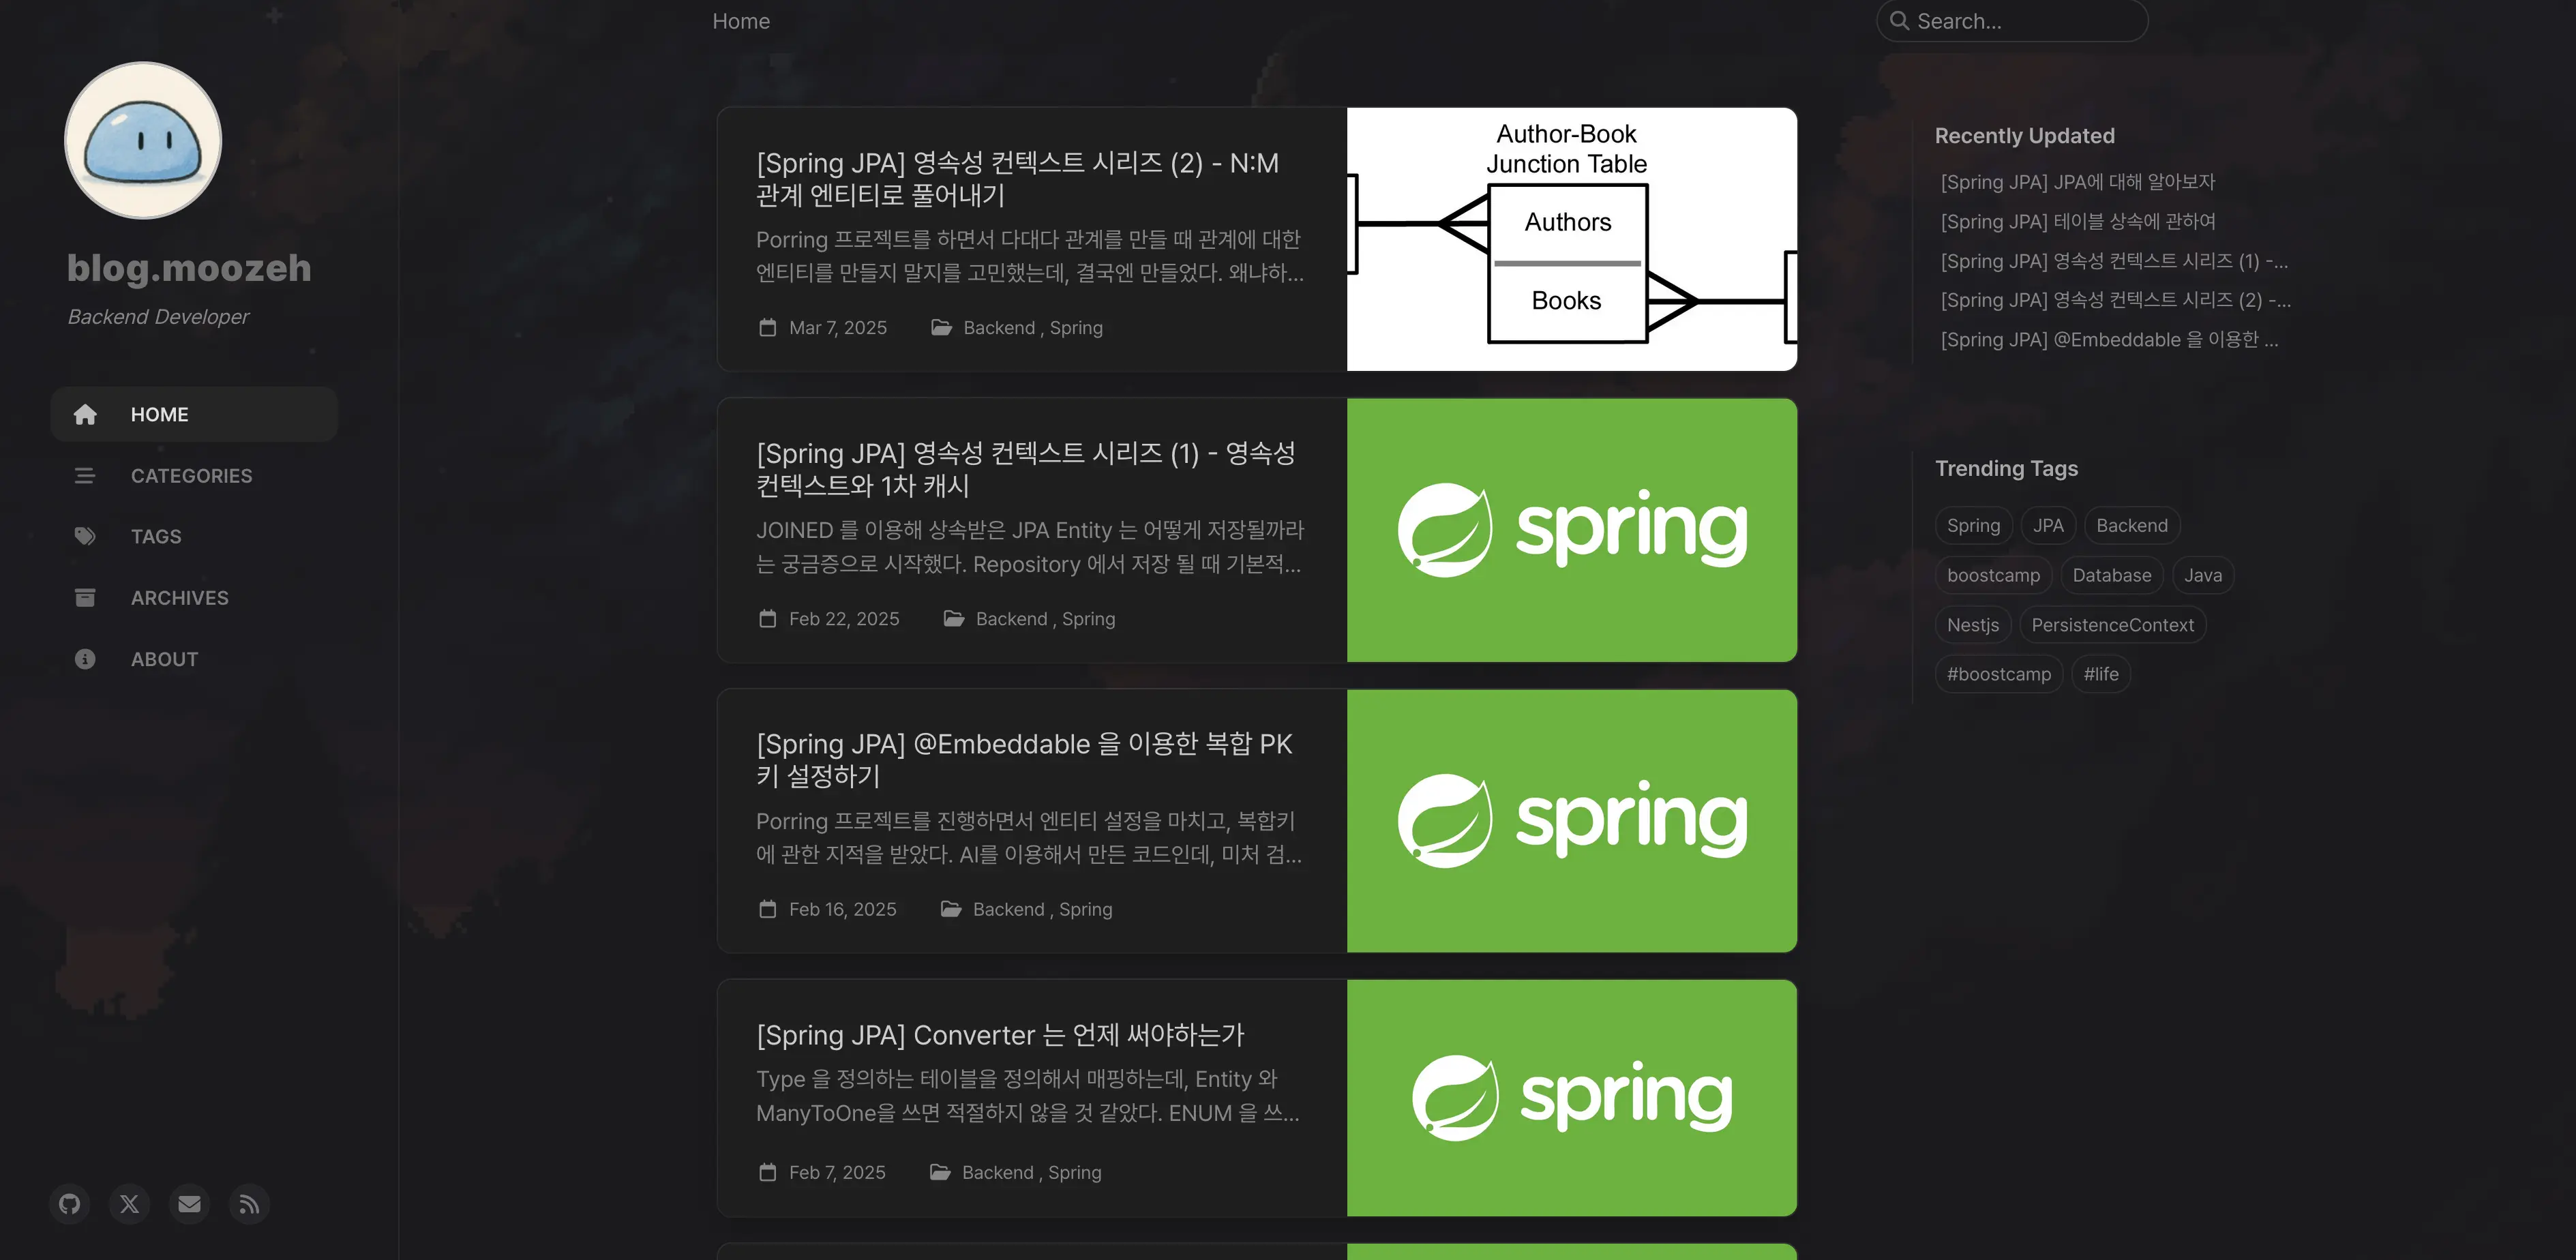 Home
Search...
blog.moozeh
Backend Developer
HOME
CATEGORIES
TAGS
ARCHIVES
ABOUT
[Spring JPA] 영속성 컨텍스트 시리즈 (2) - N:M
관계 엔티티로 풀어내기
Porring 프로젝트를 하면서 다대다 관계를 만들 때 관계에 대한
엔티티를 만들지 말지를 고민했는데, 결국엔 만들었다. 왜냐하...
Mar 7, 2025
Backend , Spring
Author-Book
Junction Table
Authors
Books
[Spring JPA] 영속성 컨텍스트 시리즈 (1) - 영속성
컨텍스트와 1차 캐시
JOINED 를 이용해 상속받은 JPA Entity 는 어떻게 저장될까라
는 궁금증으로 시작했다. Repository 에서 저장 될 때 기본적...
Feb 22, 2025
Backend , Spring
spring
[Spring JPA] @Embeddable 을 이용한 복합 PK
키 설정하기
Porring 프로젝트를 진행하면서 엔티티 설정을 마치고, 복합키
에 관한 지적을 받았다. AI를 이용해서 만든 코드인데, 미처 검...
Feb 16, 2025
Backend , Spring
spring
[Spring JPA] Converter 는 언제 써야하는가
Type 을 정의하는 테이블을 정의해서 매핑하는데, Entity 와
ManyToOne을 쓰면 적절하지 않을 것 같았다. ENUM 을 쓰...
Feb 7, 2025
Backend , Spring
spring
Recently Updated
[Spring JPA] JPA에 대해 알아보자
[Spring JPA] 테이블 상속에 관하여
[Spring JPA] 영속성 컨텍스트 시리즈 (1) -...
[Spring JPA] 영속성 컨텍스트 시리즈 (2) -...
[Spring JPA] @Embeddable 을 이용한 ...
Trending Tags
Spring JPA Backend
boostcamp Database Java
Nestjs PersistenceContext
#boostcamp #life